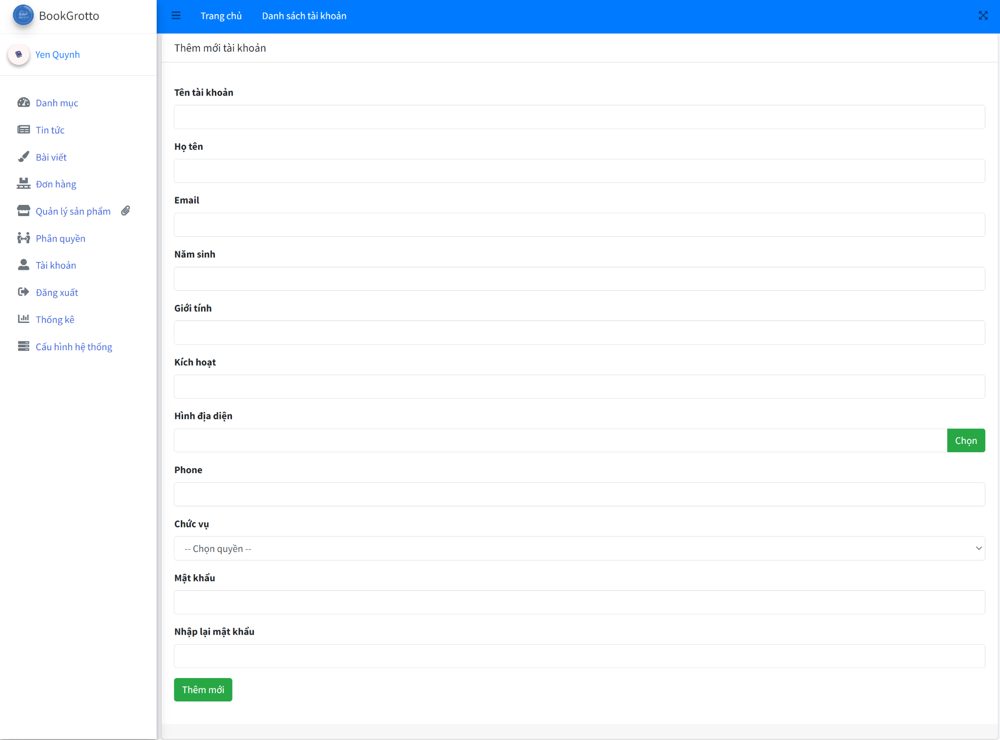 BookGrotto
Trang chủ
Danh sách tài khoản
Yen Quynh
Danh mục
Tin tức
Bài viết
Đơn hàng
Quản lý sản phẩm
Phân quyền
Tài khoản
Đăng xuất
Thống kê
Cấu hình hệ thống
Thêm mới tài khoản
Tên tài khoản
Họ tên
Email
Năm sinh
Giới tính
Kích hoạt
Hình địa diện
Chọn
Phone
Chức vụ
-- Chọn quyền --
Mật khẩu
Nhập lại mật khẩu
Thêm mới